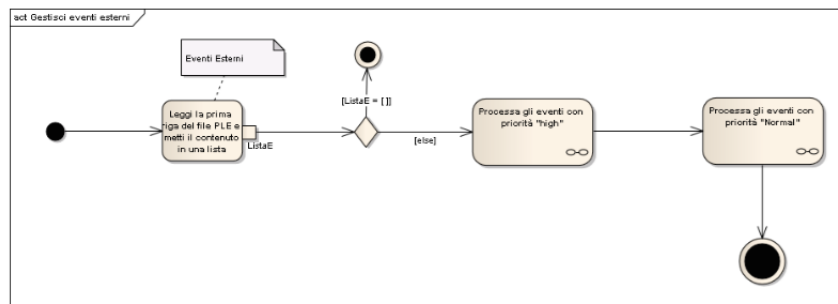 act Gestisci eventi esterni
Eventi Esterni
Leggi la prima
riga del file PLE e
metti il contenuto
in una lista
ListaE
[ListaE = [ ]]
[else]
Processa gli eventi con
priorità "high"
Processa gli eventi con
priorità "Normal"